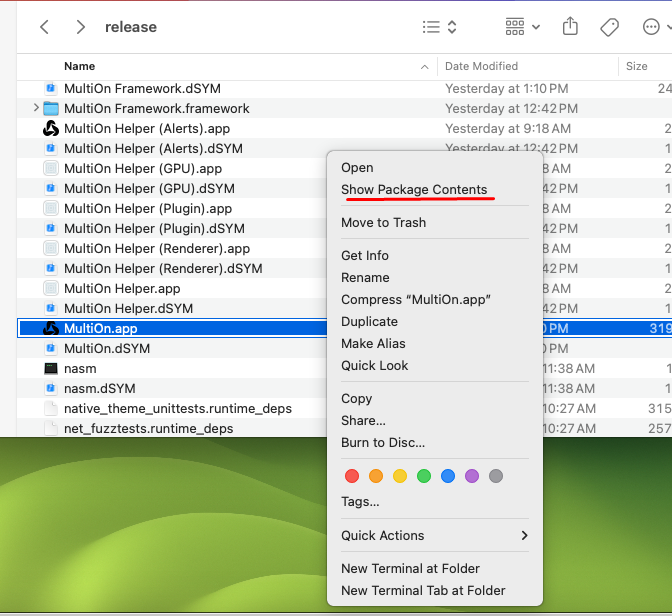 release
Name Date Modified Size
MultiOn Framework.dSYM Yesterday at 1:10 PM 24
MultiOn Framework.framework Yesterday at 12:42 PM
MultiOn Helper (Alerts).app Yesterday at 9:18 AM 2
MultiOn Helper (Alerts).dSYM Yesterday at 12:42 PM 1
MultiOn Helper (GPU).app 8 AM 2
MultiOn Helper (GPU).dSYM 42 PM 1
MultiOn Helper (Plugin).app 8 AM 2
MultiOn Helper (Plugin).dSYM 42 PM 1
MultiOn Helper (Renderer).app 8 AM 2
MultiOn Helper (Renderer).dSYM 42 PM 1
MultiOn Helper.app 8 AM 2
MultiOn Helper.dSYM 42 PM 1
MultiOn.app 0 PM 319
MultiOn.dSYM 0 PM
nasm 11:38 AM 1
nasm.dSYM 11:38 AM 1
native_theme_unittests.runtime_deps 10:27 AM 315
net_fuzztests.runtime_deps 10:27 AM 257
Open
Show Package Contents
Move to Trash
Get Info
Rename
Compress “MultiOn.app”
Duplicate
Make Alias
Quick Look
Copy
Share...
Burn to Disc...
Tags...
Quick Actions
New Terminal at Folder
New Terminal Tab at Folder